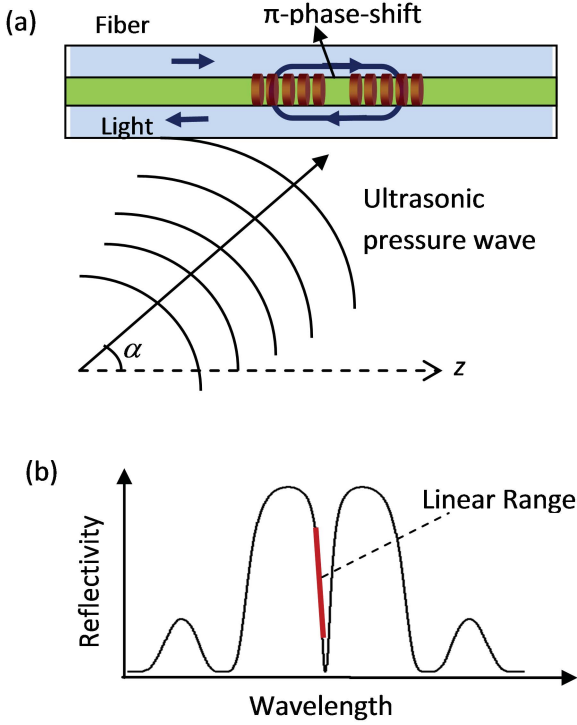 (a)
π-phase-shift
Fiber
Light
Ultrasonic
pressure wave
α
z
(b)
Linear Range
Reflectivity
Wavelength